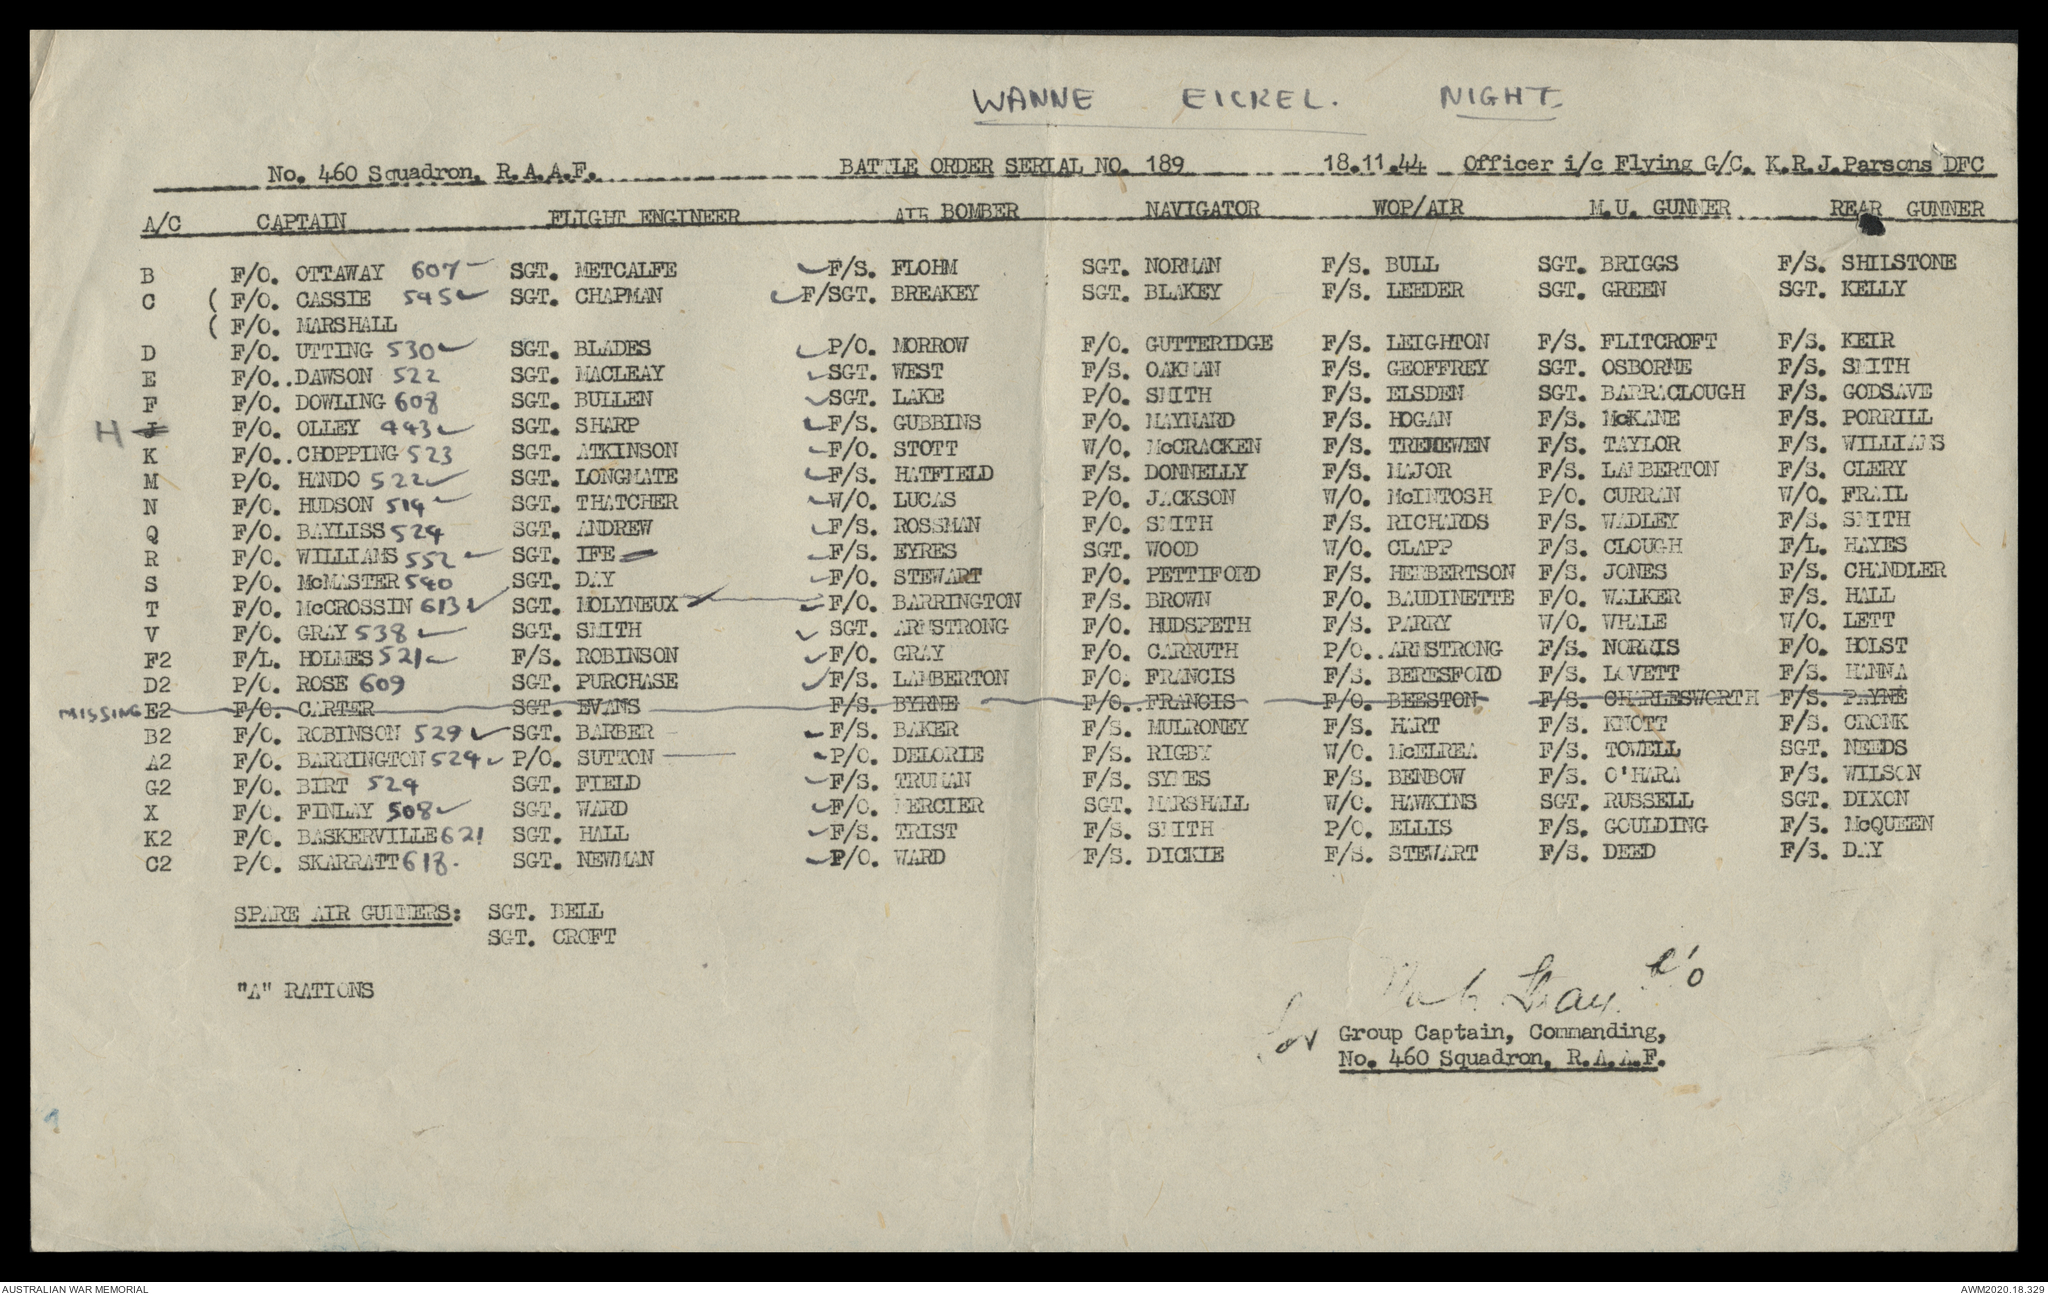 WANNE EICKEL. NIGHT.
No. 460 Squadron, R.A.A.F. BATTLE ORDER SERIAL NO. 189 18.11.44 Officer i/c Flying G/C. K.R.J.Parsons DFC
A/C CAPTAIN FLIGHT ENGINEER AIR BOMBER NAVIGATOR WOP/AIR M.U. GUNNER REAR GUNNER
B F/O. OTTAWAY 607 SGT. METCALFE F/S. FLOHM SGT. NORMAN F/S. BULL SGT. BRIGGS F/S. SHILSTONE
C ( F/O. CASSIE 545 SGT. CHAPMAN F/SGT. BREAKEY SGT. BLAKEY F/S. LEEDER SGT. GREEN SGT. KELLY
( F/O. MARSHALL
D F/O. UTTING 530 SGT. BLADES P/O. MORROW F/O. GUTTERIDGE F/S. LEIGHTON F/S. FLITCROFT F/S. KEIR
E F/O..DAWSON 522 SGT. MACLEAY SGT. WEST F/S. OAKMAN F/S. GEOFFREY SGT. OSBORNE F/S. SMITH
F F/O. DOWLING 608 SGT. BULLEN SGT. LAKE P/O. SMITH F/S. ELSDEN SGT. BARRACLOUGH F/S. GODSAVE
H J F/O. OLLEY 443 SGT. SHARP F/S. GUBBINS F/O. MAYNARD F/S. HOGAN F/S. McKANE F/S. PORRILL
K F/O..CHOPPING 523 SGT. ATKINSON F/O. STOTT W/O. McCRACKEN F/S. TREMEWEN F/S. TAYLOR F/S. WILLIAMS
M P/O. HANDO 522 SGT. LONGMATE F/S. HATFIELD F/S. DONNELLY F/S. MAJOR F/S. LAMBERTON F/S. CLERY
N F/O. HUDSON 514 SGT. THATCHER W/O. LUCAS P/O. JACKSON W/O. McINTOSH P/O. CURRAN W/O. FRAIL
Q F/O. BAYLISS 524 SGT. ANDREW F/S. ROSSMAN F/O. SMITH F/S. RICHARDS F/S. WADLEY F/S. SMITH
R F/O. WILLIAMS 552 SGT. IFE F/S. EYRES SGT. WOOD W/O. CLAPP F/S. CLOUGH F/L. HAYES
S P/O. McMASTER 540 SGT. DAY F/O. STEWART F/O. PETTIFORD F/S. HERBERTSON F/S. JONES F/S. CHANDLER
T F/O. McCROSSIN 613 SGT. MOLYNEUX F/O. BARRINGTON F/S. BROWN F/O. BAUDINETTE F/O. WALKER F/S. HALL
V F/O. GRAY 538 SGT. SMITH SGT. ARMSTRONG F/O. HUDSPETH F/S. PARRY W/O. WHALE W/O. LETT
F2 F/L. HOLMES 521 F/S. ROBINSON F/O. GRAY F/O. CARRUTH P/O..ARMSTRONG F/S. NORRIS F/O. HOLST
D2 P/O. ROSE 609 SGT. PURCHASE F/S. LAMBERTON F/O. FRANCIS F/S. BERESFORD F/S. LOVETT F/S. HANNA
MISSING E2 F/O. CARTER SGT. EVANS F/S. BYRNE F/O..FRANCIS F/O. BEESTON F/S. CHARLESWORTH F/S. PAYNE
B2 F/O. ROBINSON 529 SGT. BARBER F/S. BAKER F/S. MULRONEY F/S. HART F/S. KNOTT F/S. CRONK
A2 F/O. BARRINGTON 524 P/O. SUTTON P/O. DELORIE F/S. RIGBY W/O. McELREA F/S. TOWELL SGT. NEEDS
G2 F/O. BIRT 524 SGT. FIELD F/S. TRUMAN F/S. SYMES F/S. BENBOW F/S. O'HARA F/S. WILSON
X F/O. FINLAY 508 SGT. WARD F/O. MERCIER SGT. MARSHALL W/O. HAWKINS SGT. RUSSELL SGT. DIXON
K2 F/O. BASKERVILLE 621 SGT. HALL F/S. TRIST F/S. SMITH P/O. ELLIS F/S. GOULDING F/S. McQUEEN
C2 P/O. SKARRATT 618. SGT. NEWMAN F/O. WARD F/S. DICKIE F/S. STEWART F/S. DEED F/S. DAY
SPARE AIR GUNNERS: SGT. BELL
SGT. CROFT
"A" RATIONS
for Group Captain, Commanding,
No. 460 Squadron, R.A.A.F.
AUSTRALIAN WAR MEMORIAL AWM2020.18.329